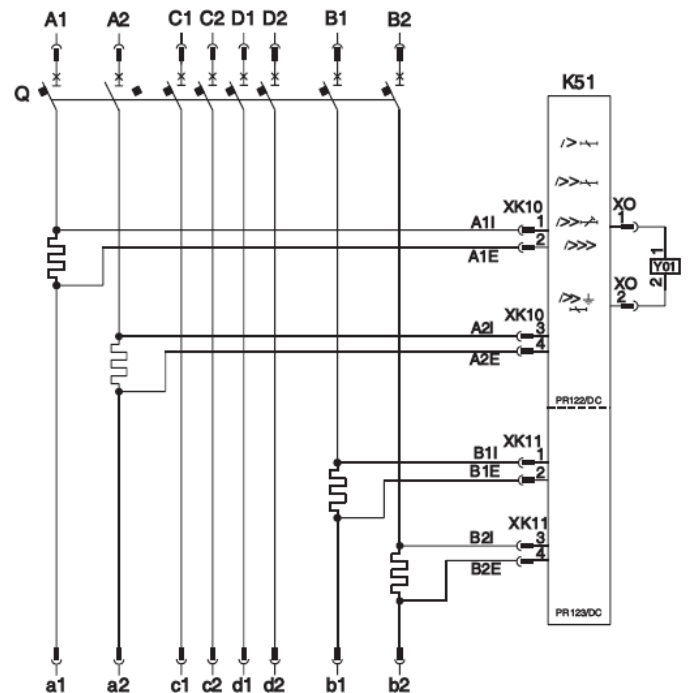 A1 A2 C1 C2 D1 D2 B1 B2
Q
K51
XK10
A1I 1
2
A1E
XO
1
1
Y01
2
XO
2
XK10
A2I 3
4
A2E
PR122/DC
XK11
B1I 1
B1E 2
XK11
B2I 3
4
B2E
PR123/DC
a1 a2 c1 c2 d1 d2 b1 b2